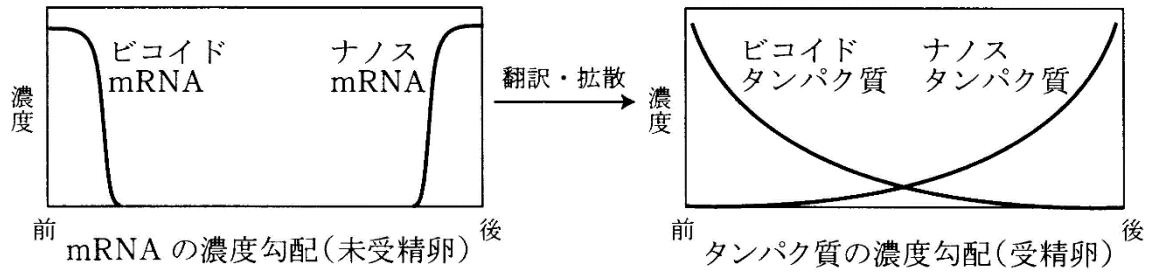 ビコイド
mRNA
ナノス
mRNA
濃度
前
後
mRNA の濃度勾配(未受精卵)
翻訳・拡散
ビコイド
タンパク質
ナノス
タンパク質
濃度
前
後
タンパク質の濃度勾配(受精卵)